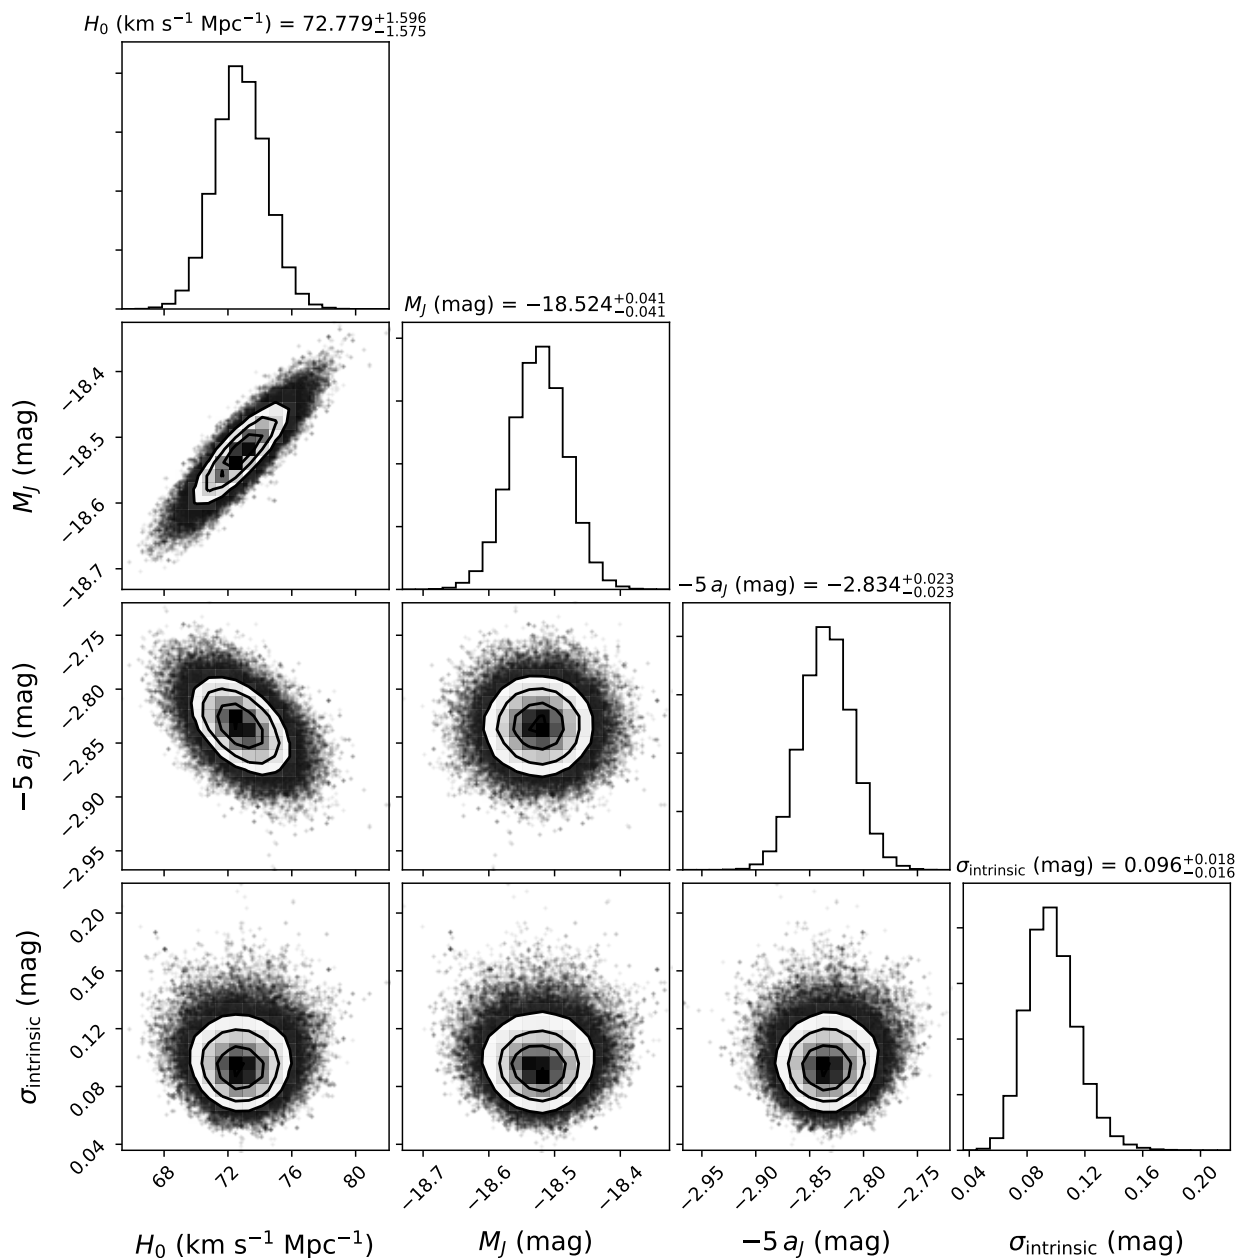 H₀ (km s⁻¹ Mpc⁻¹) = 72.779 +1.596 −1.575
M_J (mag) = −18.524 +0.041 −0.041
−18.4
−18.5
−18.6
−18.7
M_J (mag)
−5 a_J (mag) = −2.834 +0.023 −0.023
−2.75
−2.80
−2.85
−2.90
−2.95
−5 a_J (mag)
σ_intrinsic (mag) = 0.096 +0.018 −0.016
0.20
0.16
0.12
0.08
0.04
σ_intrinsic (mag)
68 72 76 80
−18.7 −18.6 −18.5 −18.4
−2.95 −2.90 −2.85 −2.80 −2.75
0.04 0.08 0.12 0.16 0.20
H₀ (km s⁻¹ Mpc⁻¹)
M_J (mag)
−5 a_J (mag)
σ_intrinsic (mag)